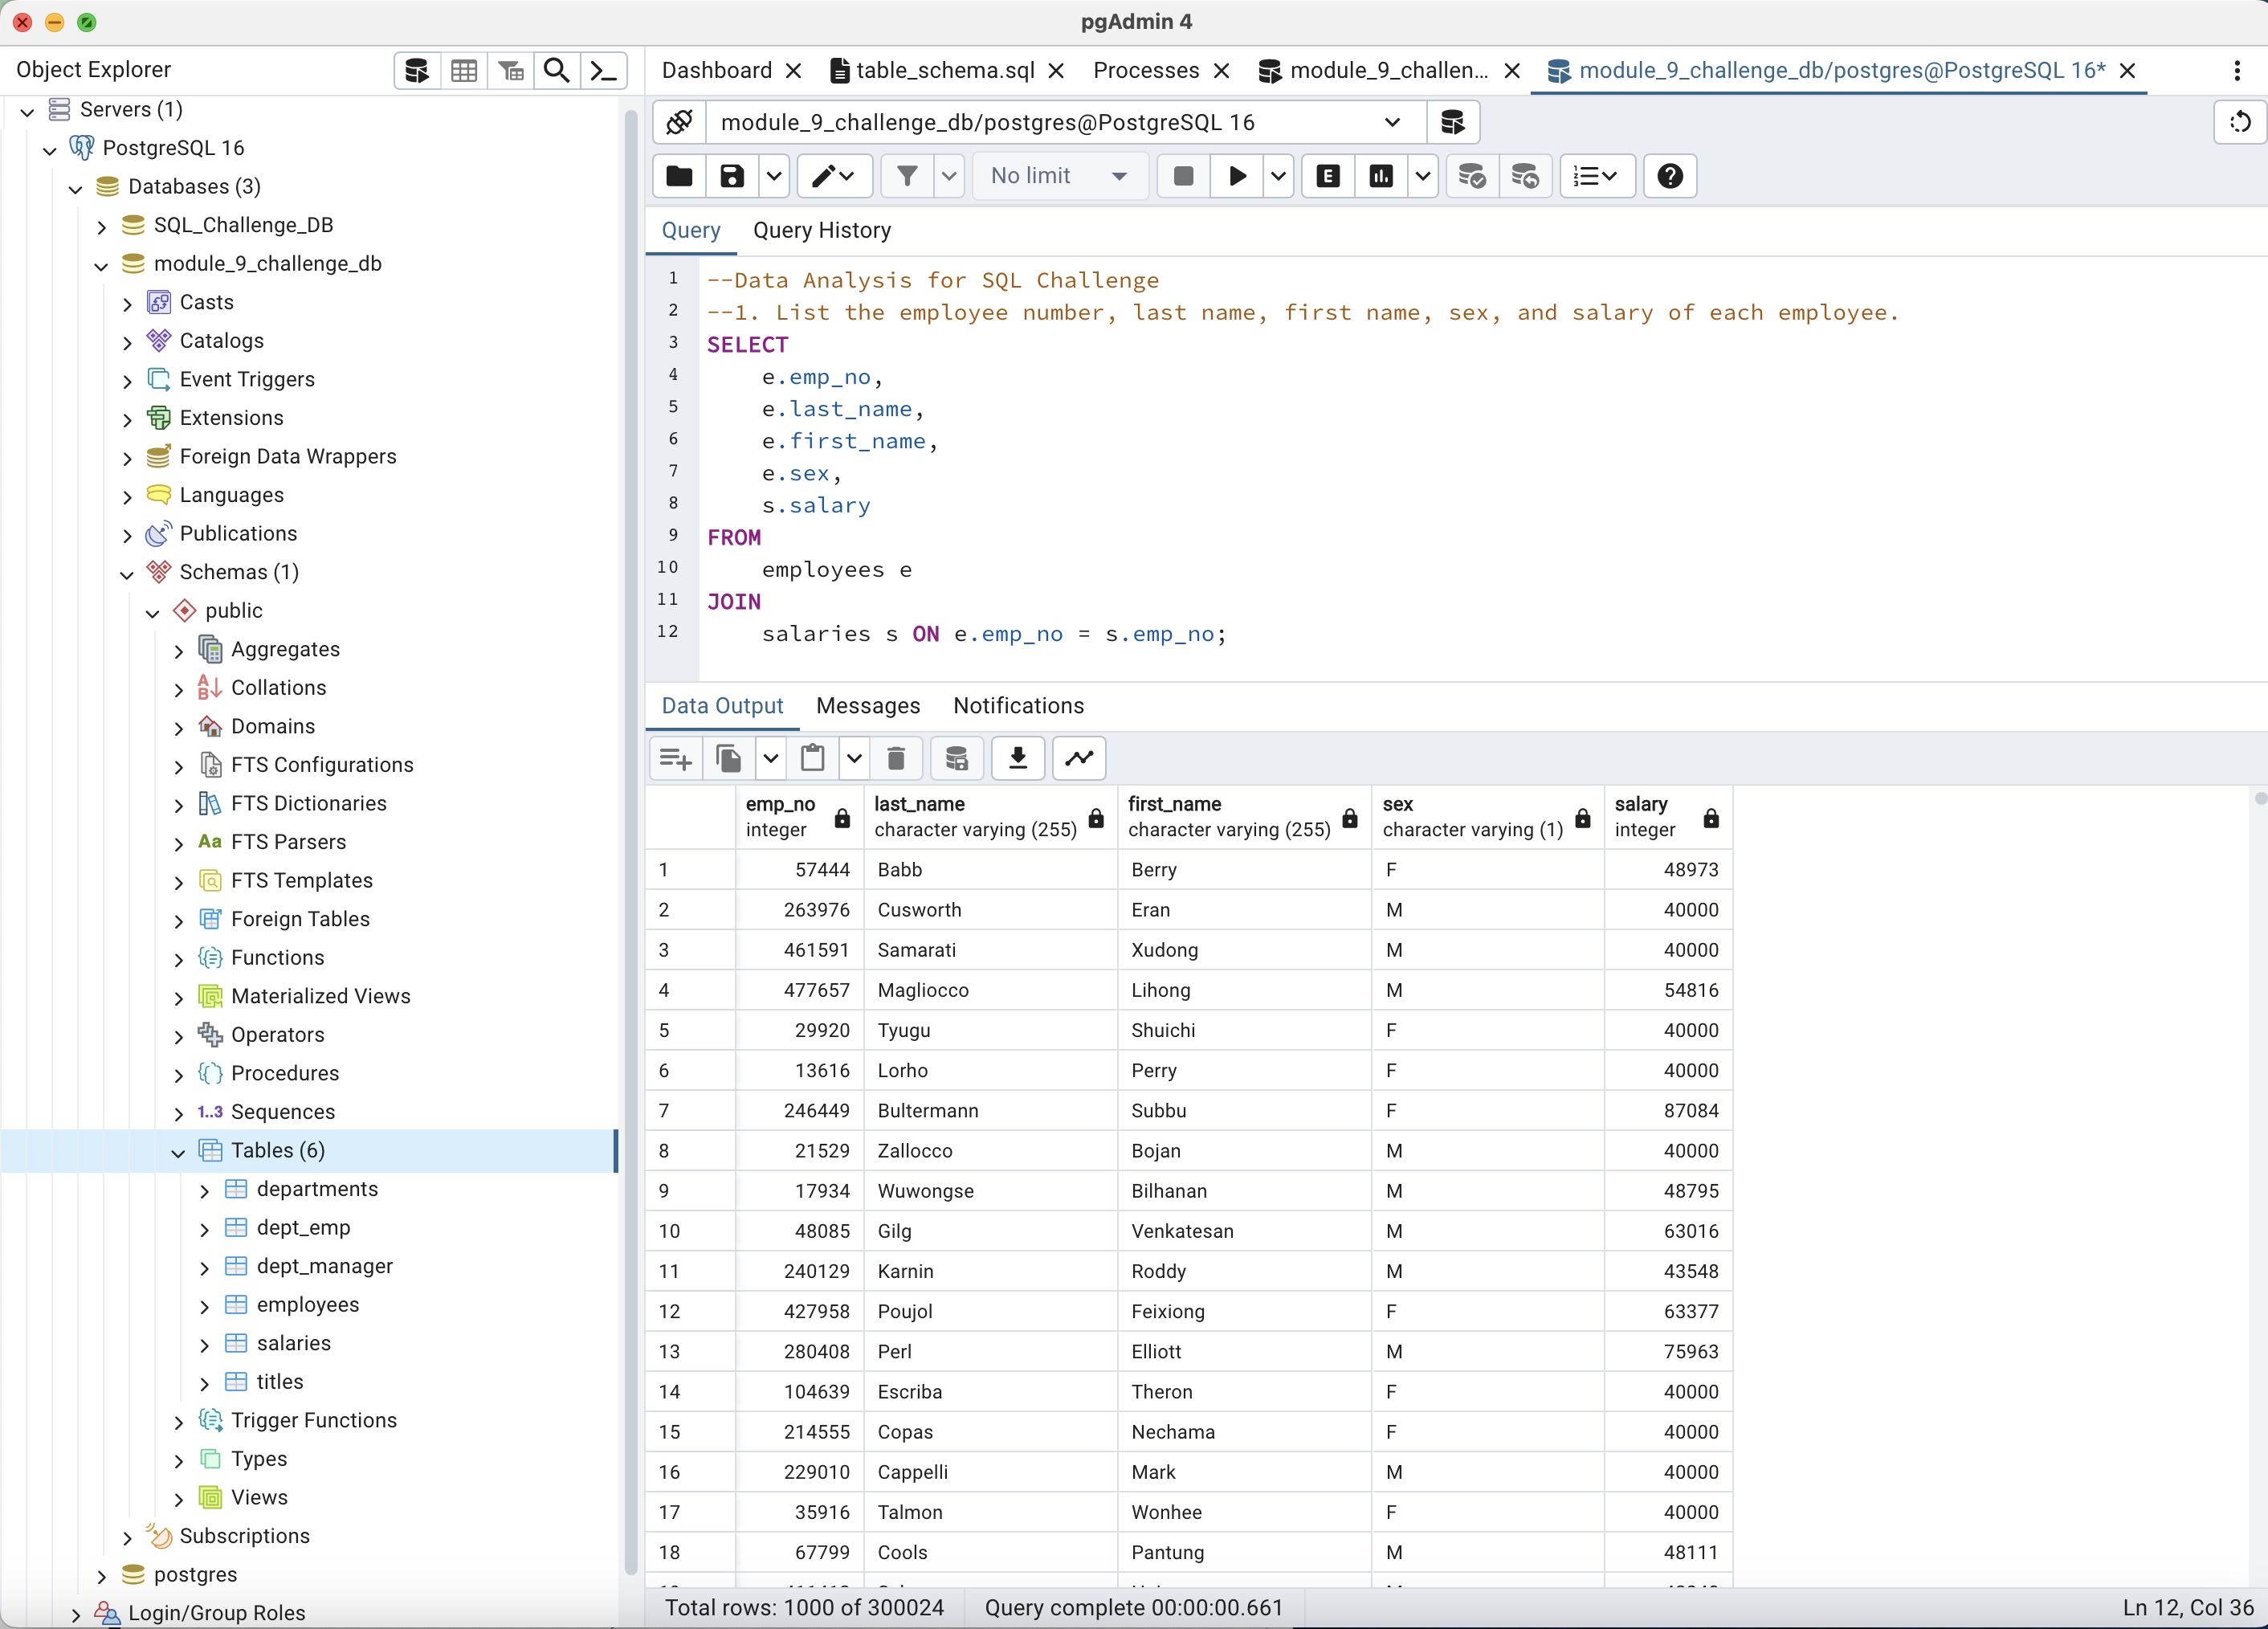 pgAdmin 4
Object Explorer
Servers (1)
PostgreSQL 16
Databases (3)
SQL_Challenge_DB
module_9_challenge_db
Casts
Catalogs
Event Triggers
Extensions
Foreign Data Wrappers
Languages
Publications
Schemas (1)
public
Aggregates
Collations
Domains
FTS Configurations
FTS Dictionaries
Aa FTS Parsers
FTS Templates
Foreign Tables
Functions
Materialized Views
Operators
Procedures
1..3 Sequences
Tables (6)
departments
dept_emp
dept_manager
employees
salaries
titles
Trigger Functions
Types
Views
Subscriptions
postgres
Login/Group Roles
Dashboard table_schema.sql Processes module_9_challen... module_9_challenge_db/postgres@PostgreSQL 16*
module_9_challenge_db/postgres@PostgreSQL 16
No limit E
Query Query History
1 --Data Analysis for SQL Challenge
2 --1. List the employee number, last name, first name, sex, and salary of each employee.
3 SELECT
4 e.emp_no,
5 e.last_name,
6 e.first_name,
7 e.sex,
8 s.salary
9 FROM
10 employees e
11 JOIN
12 salaries s ON e.emp_no = s.emp_no;
Data Output Messages Notifications
emp_no last_name first_name sex salary
integer character varying (255) character varying (255) character varying (1) integer
1 57444 Babb Berry F 48973
2 263976 Cusworth Eran M 40000
3 461591 Samarati Xudong M 40000
4 477657 Magliocco Lihong M 54816
5 29920 Tyugu Shuichi F 40000
6 13616 Lorho Perry F 40000
7 246449 Bultermann Subbu F 87084
8 21529 Zallocco Bojan M 40000
9 17934 Wuwongse Bilhanan M 48795
10 48085 Gilg Venkatesan M 63016
11 240129 Karnin Roddy M 43548
12 427958 Poujol Feixiong F 63377
13 280408 Perl Elliott M 75963
14 104639 Escriba Theron F 40000
15 214555 Copas Nechama F 40000
16 229010 Cappelli Mark M 40000
17 35916 Talmon Wonhee F 40000
18 67799 Cools Pantung M 48111
Total rows: 1000 of 300024 Query complete 00:00:00.661 Ln 12, Col 36